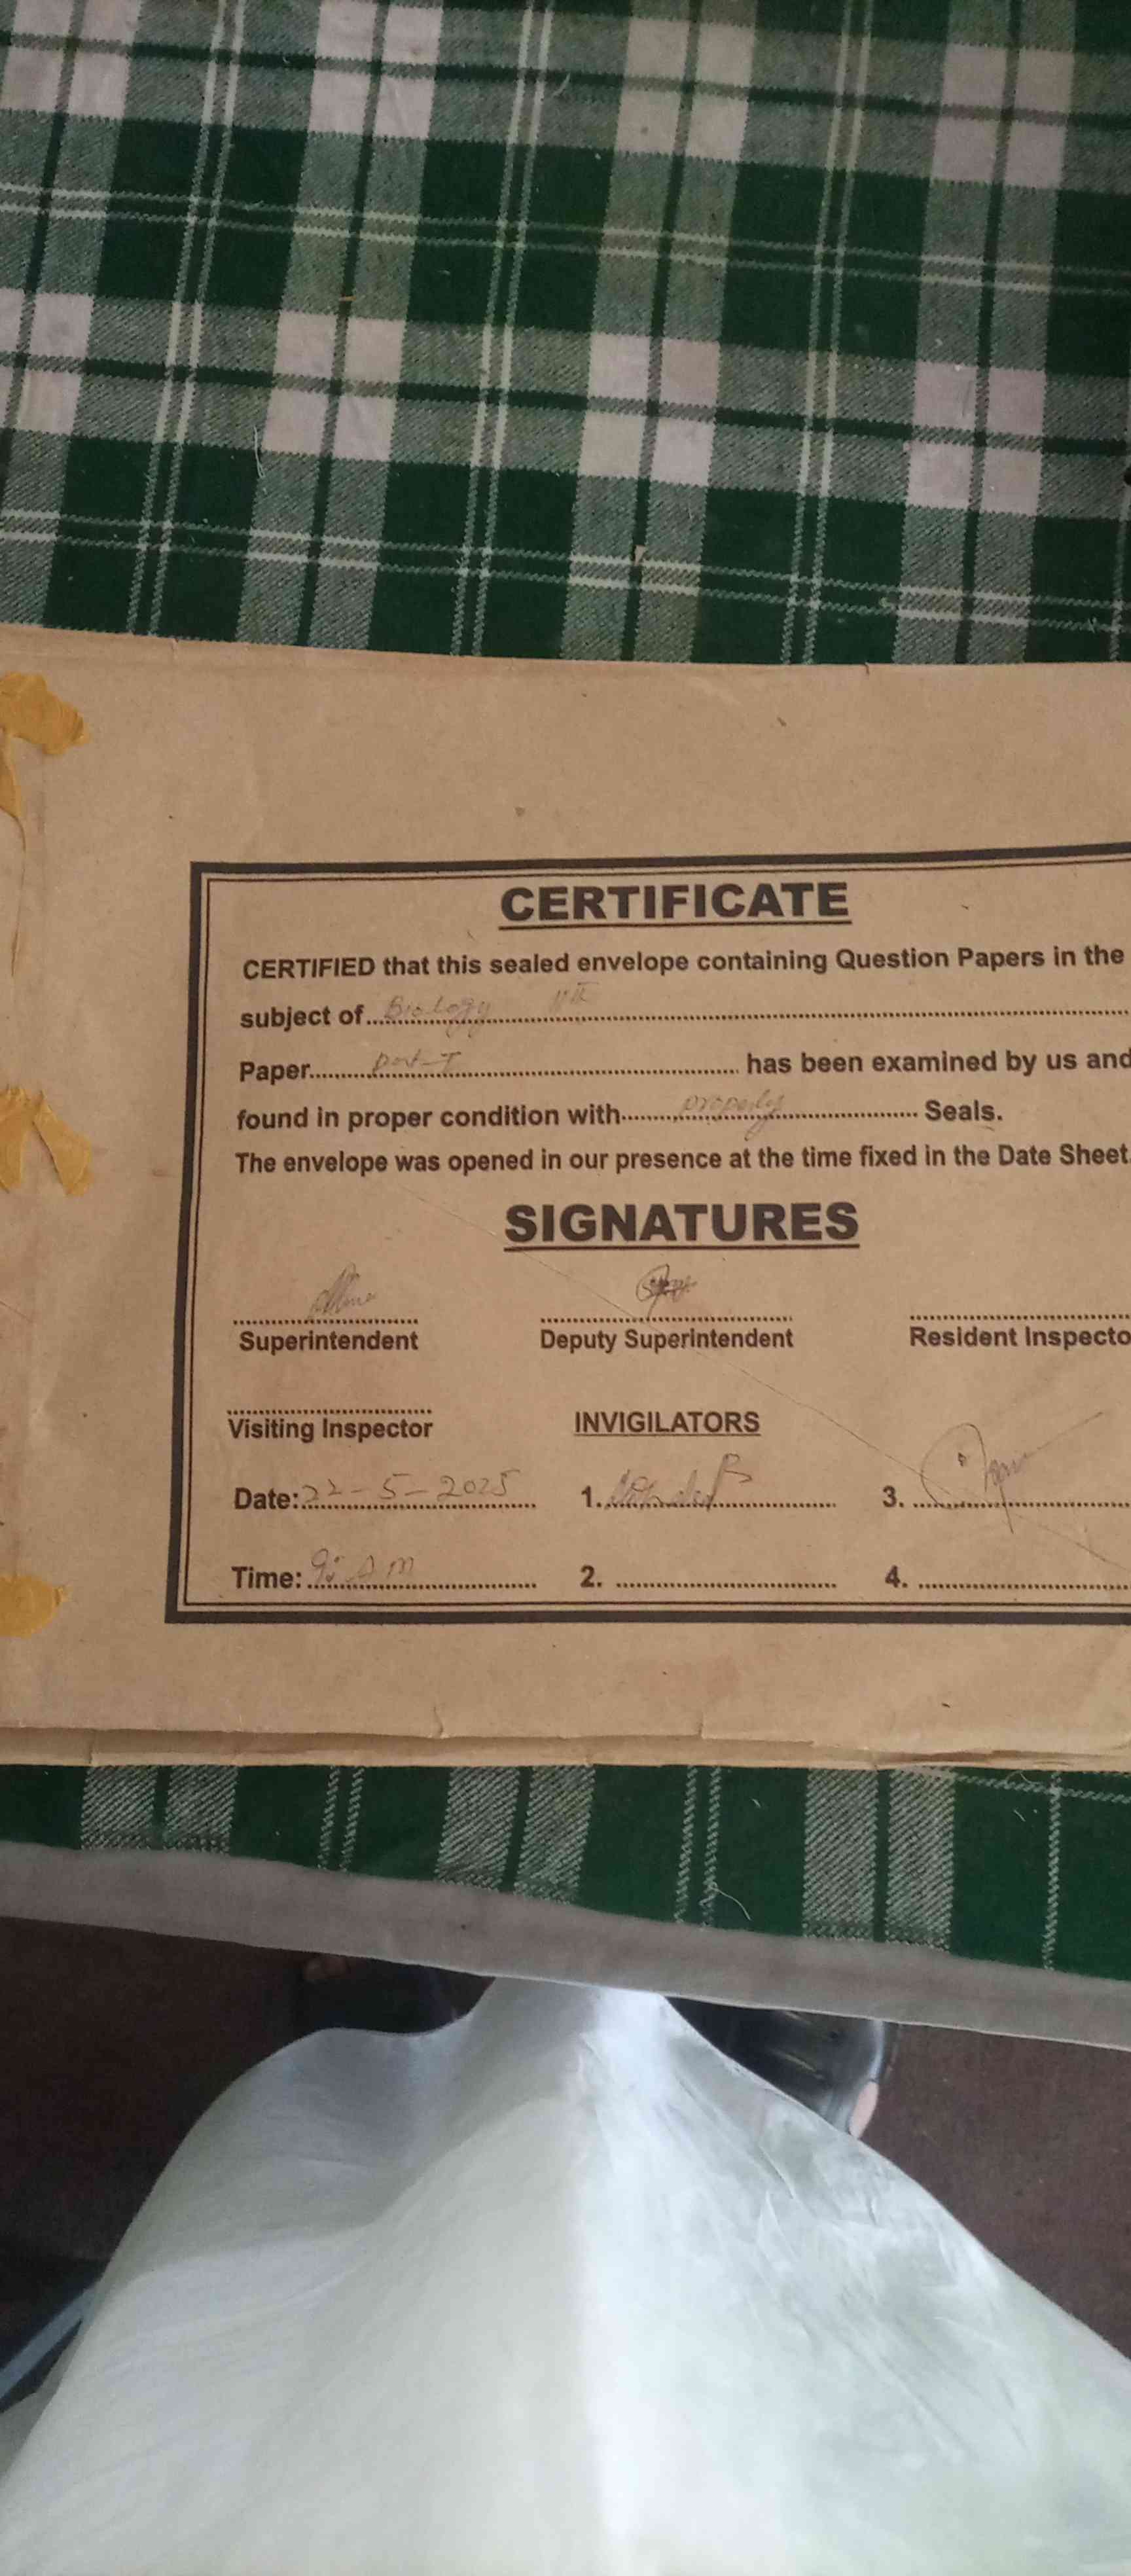 CERTIFICATE
CERTIFIED that this sealed envelope containing Question Papers in the
subject of Biology
Paper part-I has been examined by us and
found in proper condition with properly Seals.
The envelope was opened in our presence at the time fixed in the Date Sheet.
SIGNATURES
Superintendent Deputy Superintendent Resident Inspecto
Visiting Inspector INVIGILATORS
Date: 22-5-2025 1. 3.
Time: 9: AM 2. 4.